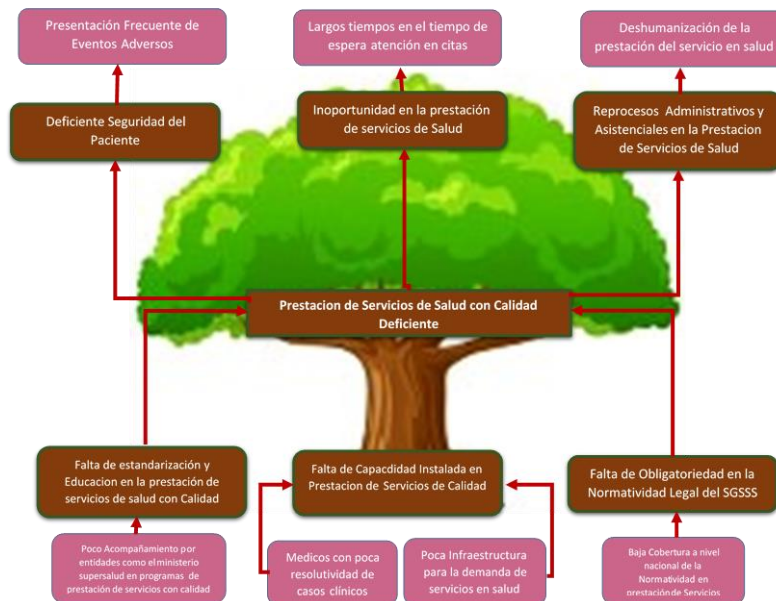 Presentación Frecuente de
Eventos Adversos
Largos tiempos en el tiempo de
espera atención en citas
Deshumanización de la
prestación del servicio en salud
Deficiente Seguridad del
Paciente
Inoportunidad en la prestación
de servicios de Salud
Reprocesos Administrativos y
Asistenciales en la Prestacion
de Servicios de Salud
Prestacion de Servicios de Salud con Calidad
Deficiente
Falta de estandarización y
Educacion en la prestación de
servicios de salud con Calidad
Falta de Capacdidad Instalada en
Prestacion de Servicios de Calidad
Falta de Obligatoriedad en la
Normatividad Legal del SGSSS
Poco Acompañamiento por
entidades como el ministerio
supersalud en programas de
prestación de servicios con calidad
Medicos con poca
resolutividad de
casos clínicos
Poca Infraestructura
para la demanda de
servicios en salud
Baja Cobertura a nivel
nacional de la
Normatividad en
prestación de Servicios